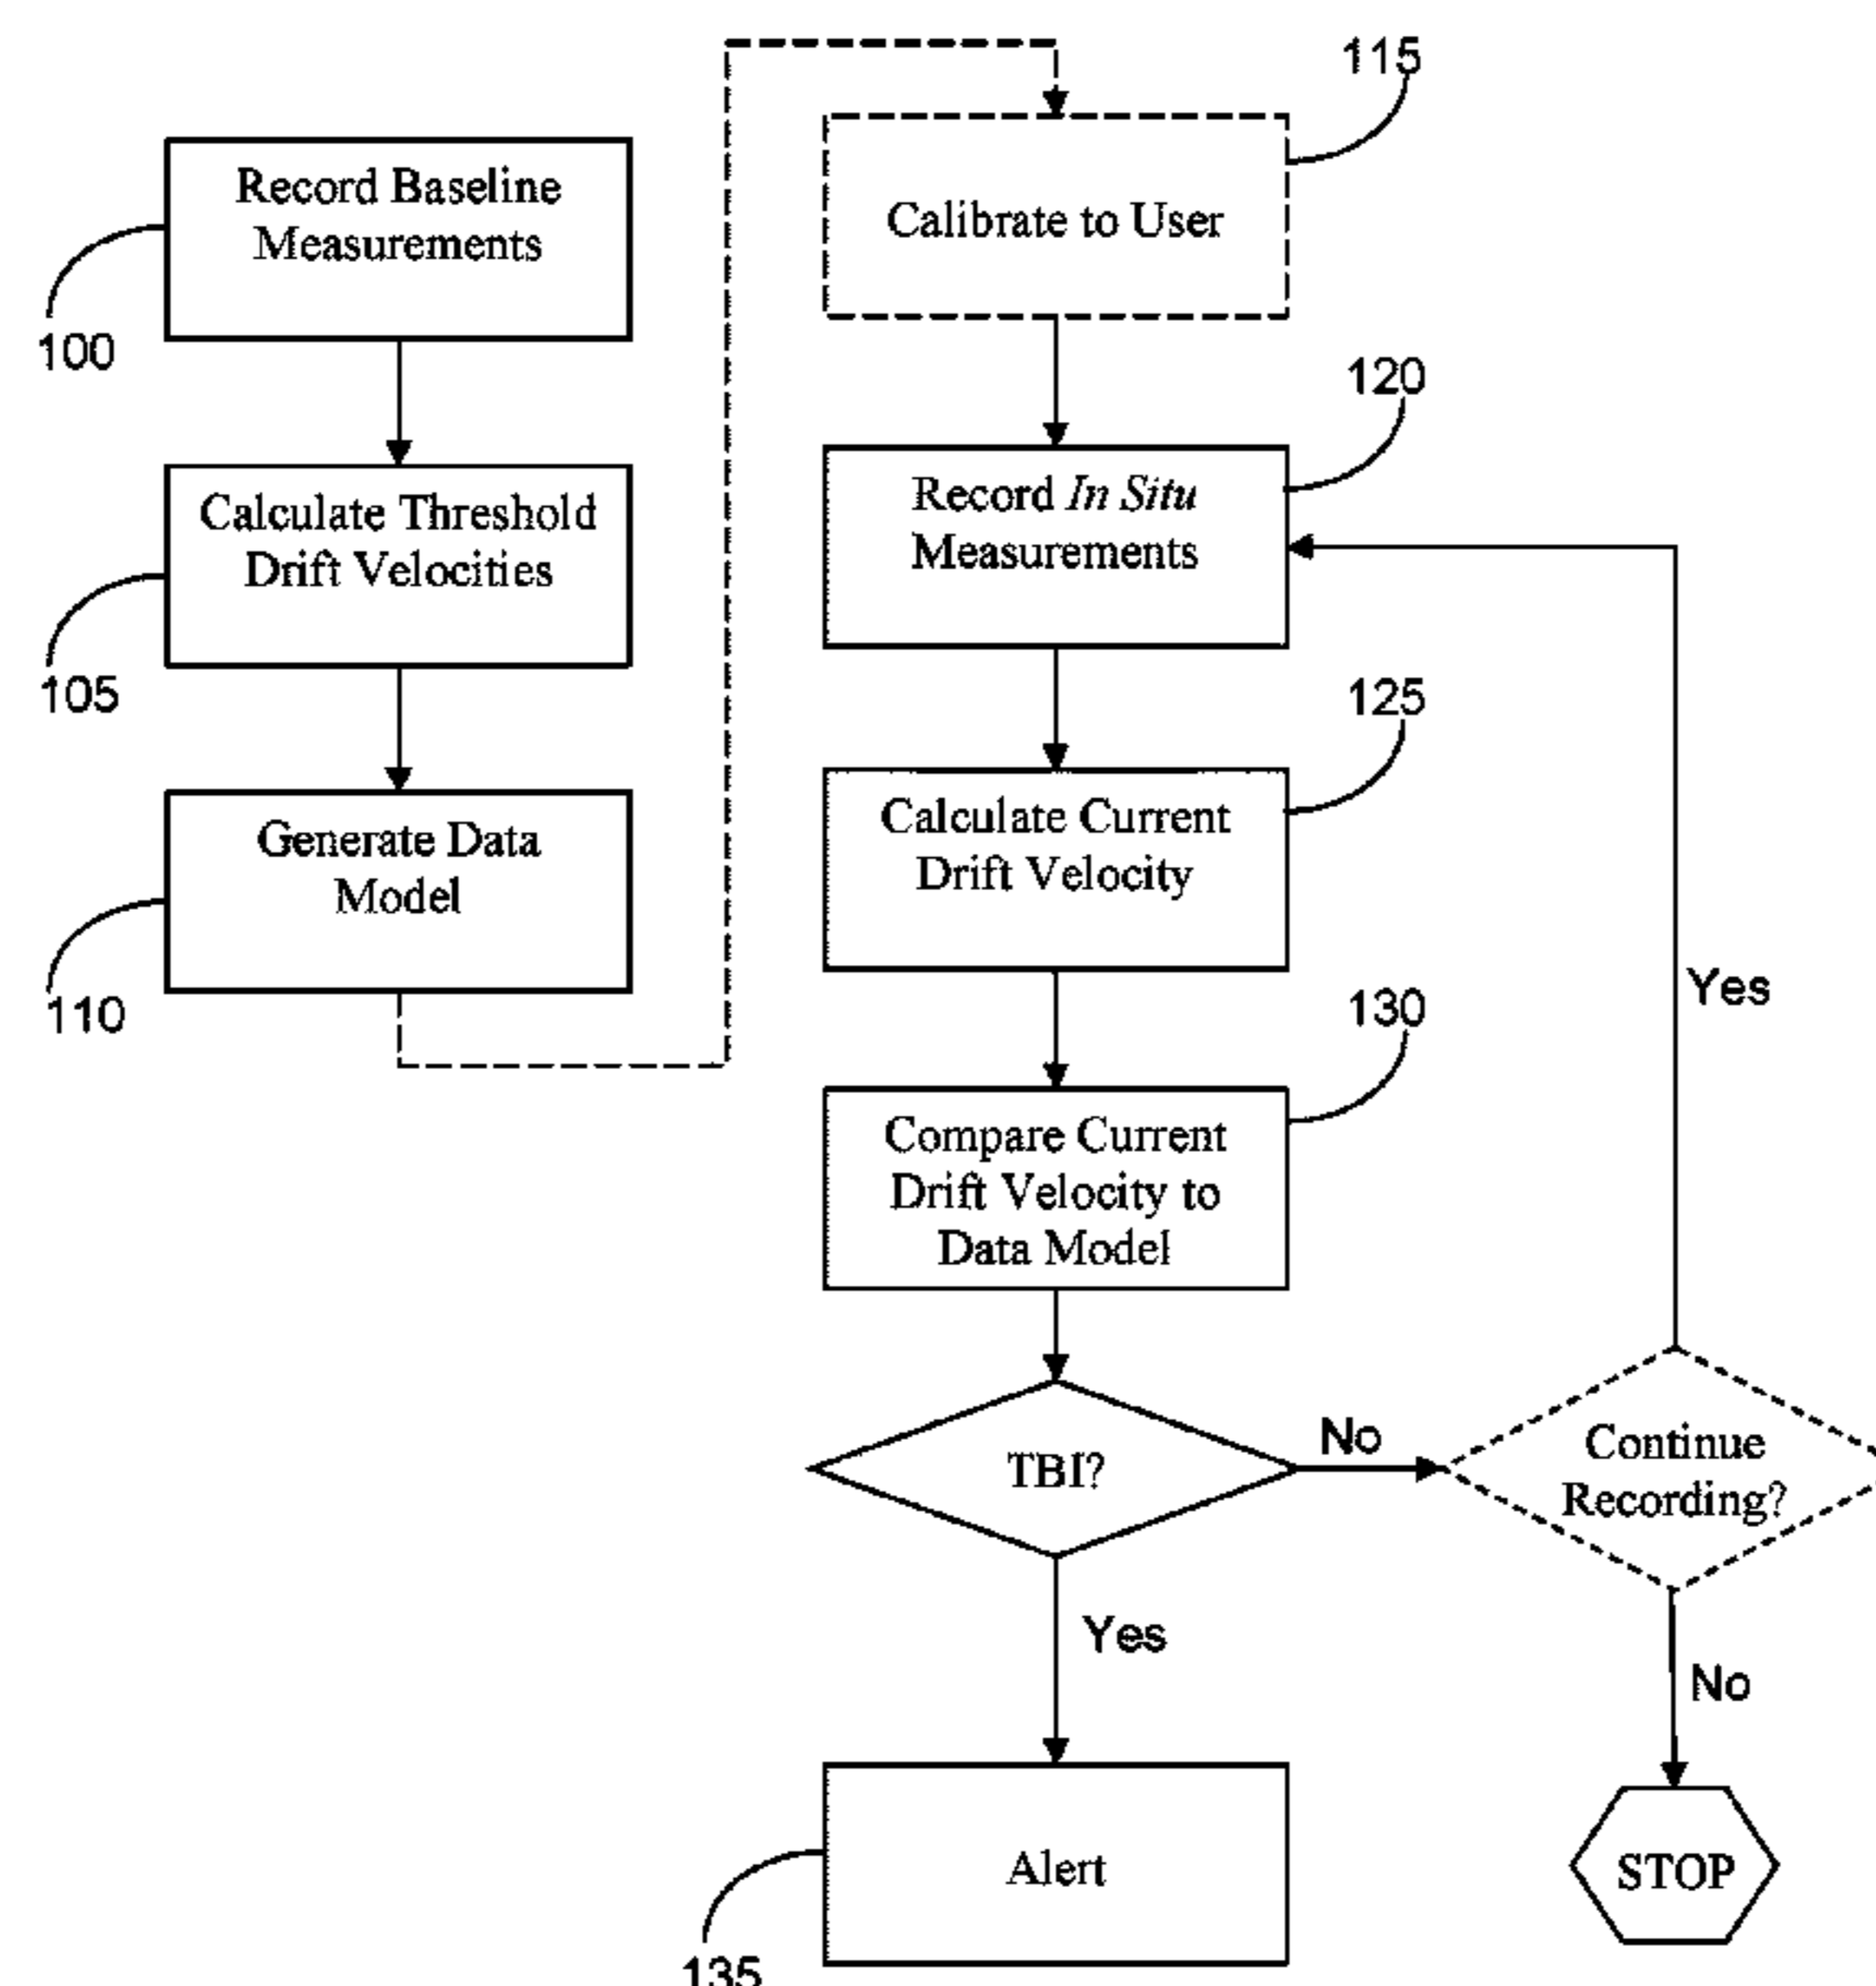 Record Baseline
Measurements
100
Calculate Threshold
Drift Velocities
105
Generate Data
Model
110
115
Calibrate to User
120
Record In Situ
Measurements
125
Calculate Current
Drift Velocity
130
Compare Current
Drift Velocity to
Data Model
Yes
TBI?
No
Continue
Recording?
Yes
No
Alert
STOP
135